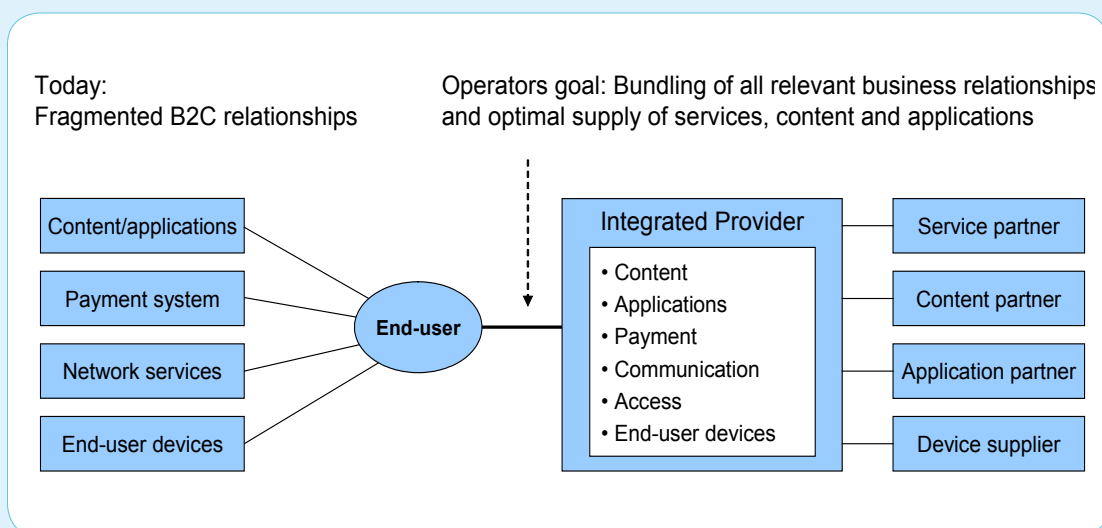 Today:
Fragmented B2C relationships
Operators goal: Bundling of all relevant business relationships
and optimal supply of services, content and applications
Content/applications
Payment system
Network services
End-user devices
End-user
Integrated Provider
• Content
• Applications
• Payment
• Communication
• Access
• End-user devices
Service partner
Content partner
Application partner
Device supplier